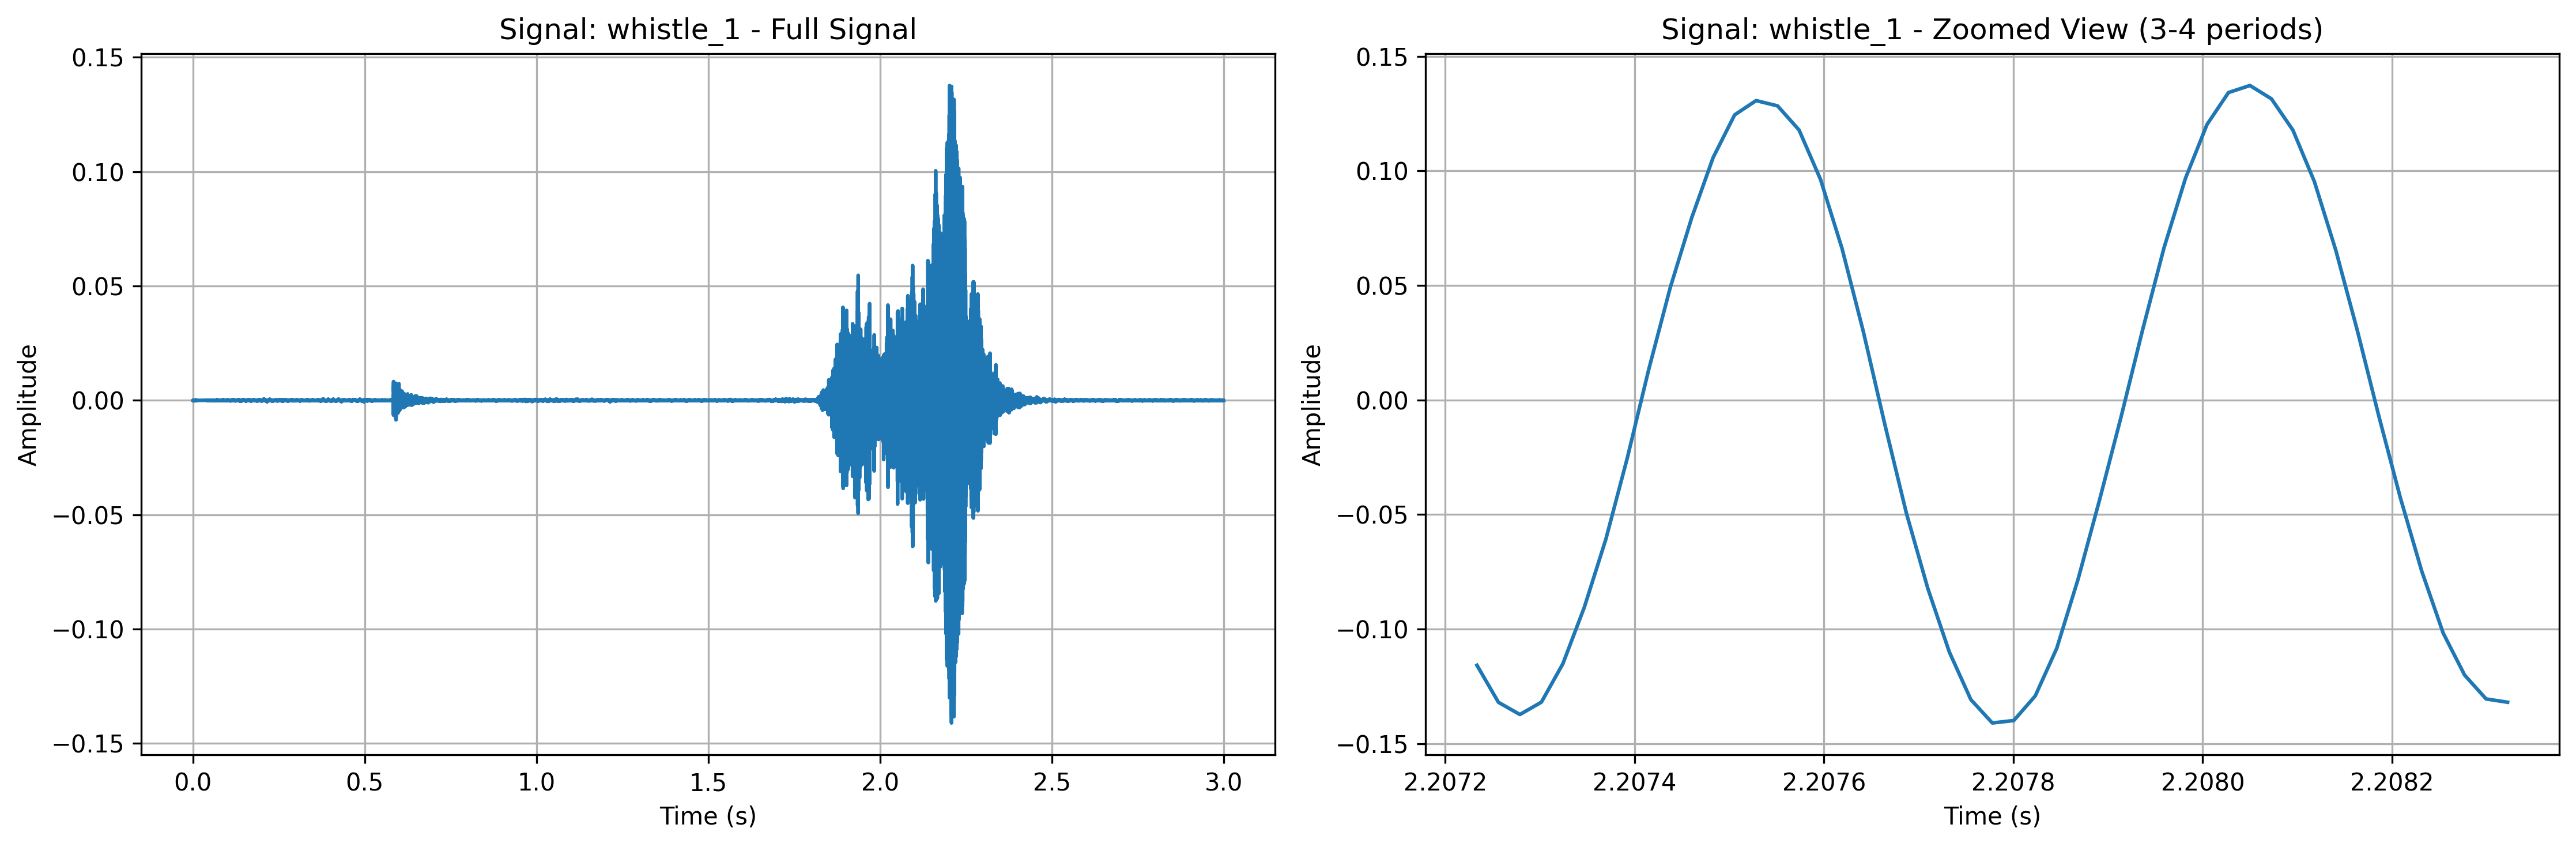 Signal: whistle_1 - Full Signal
0.15
0.10
0.05
0.00
−0.05
−0.10
−0.15
Amplitude
0.0 0.5 1.0 1.5 2.0 2.5 3.0
Time (s)
Signal: whistle_1 - Zoomed View (3-4 periods)
0.15
0.10
0.05
0.00
−0.05
−0.10
−0.15
Amplitude
2.2072 2.2074 2.2076 2.2078 2.2080 2.2082
Time (s)